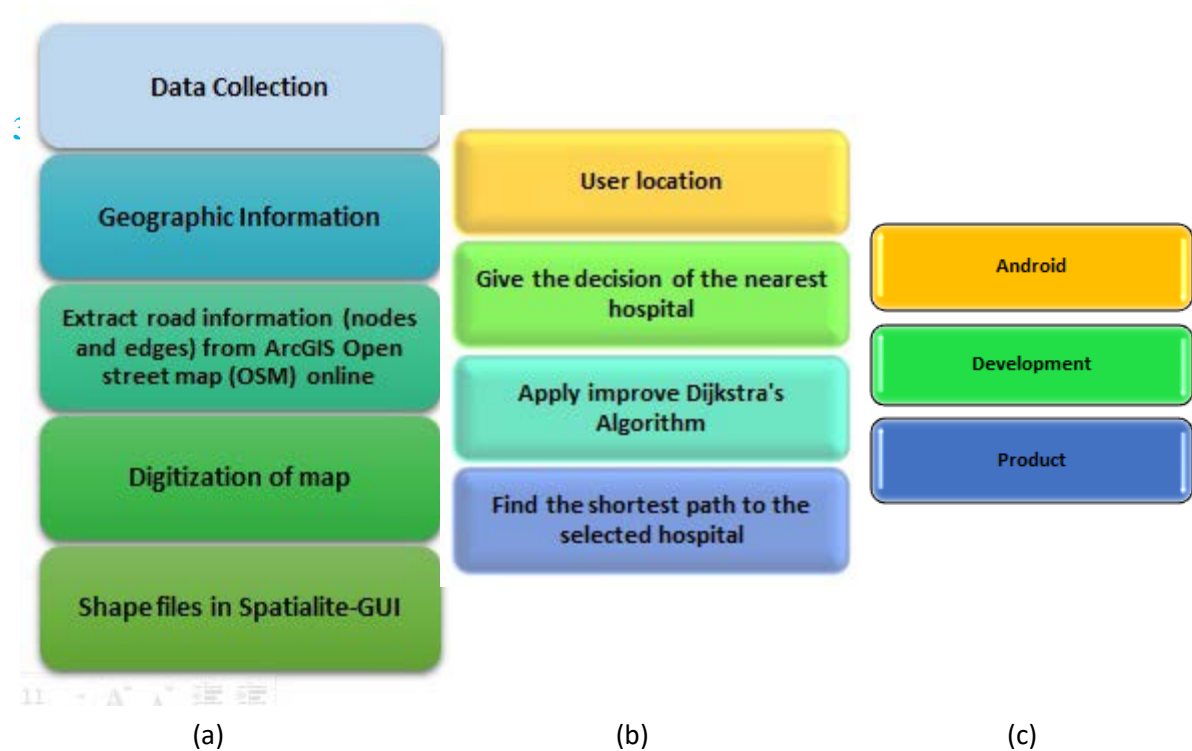 Data Collection
Geographic Information
Extract road information (nodes
and edges) from ArcGIS Open
street map (OSM) online
Digitization of map
Shape files in Spatialite-GUI
11
(a)
User location
Give the decision of the nearest
hospital
Apply improve Dijkstra's
Algorithm
Find the shortest path to the
selected hospital
(b)
Android
Development
Product
(c)